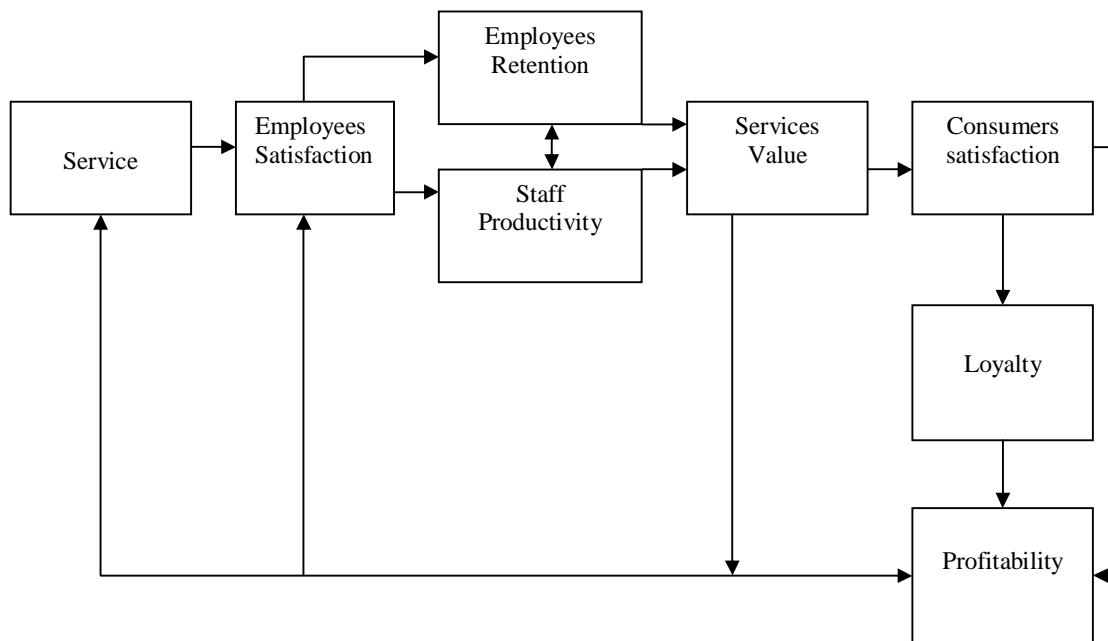 Service
Employees
Satisfaction
Employees
Retention
Staff
Productivity
Services
Value
Consumers
satisfaction
Loyalty
Profitability